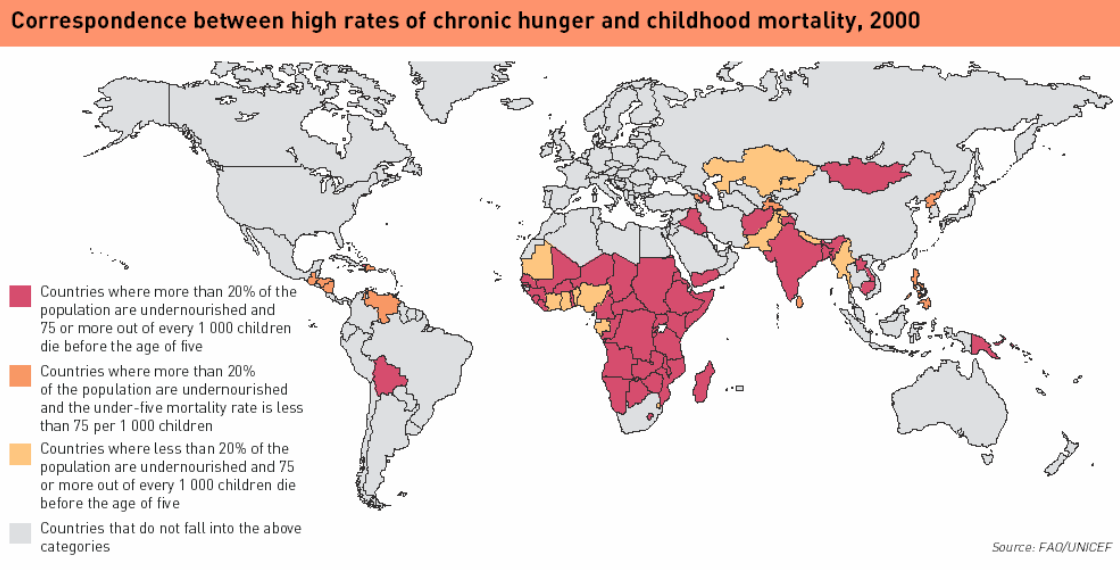 Correspondence between high rates of chronic hunger and childhood mortality, 2000
Countries where more than 20% of the
population are undernourished and
75 or more out of every 1 000 children
die before the age of five
Countries where more than 20%
of the population are undernourished
and the under-five mortality rate is less
than 75 per 1 000 children
Countries where less than 20% of the
population are undernourished and 75
or more out of every 1 000 children die
before the age of five
Countries that do not fall into the above
categories
Source: FAO/UNICEF